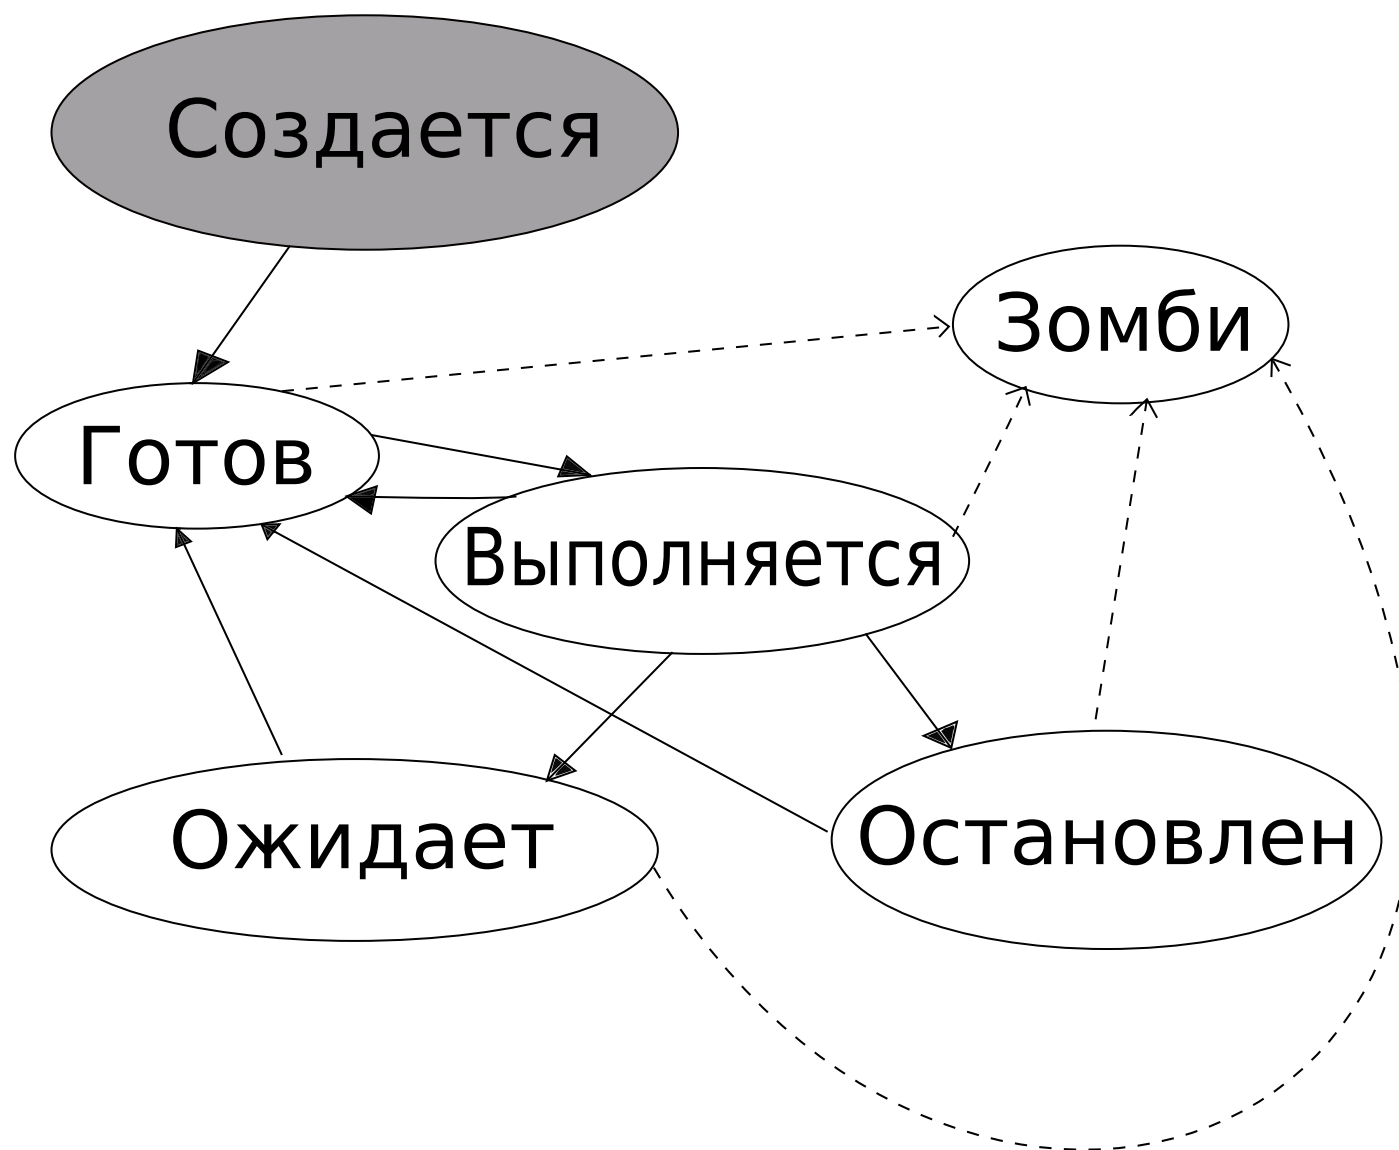 Создается
Зомби
Готов
Выполняется
Ожидает
Остановлен